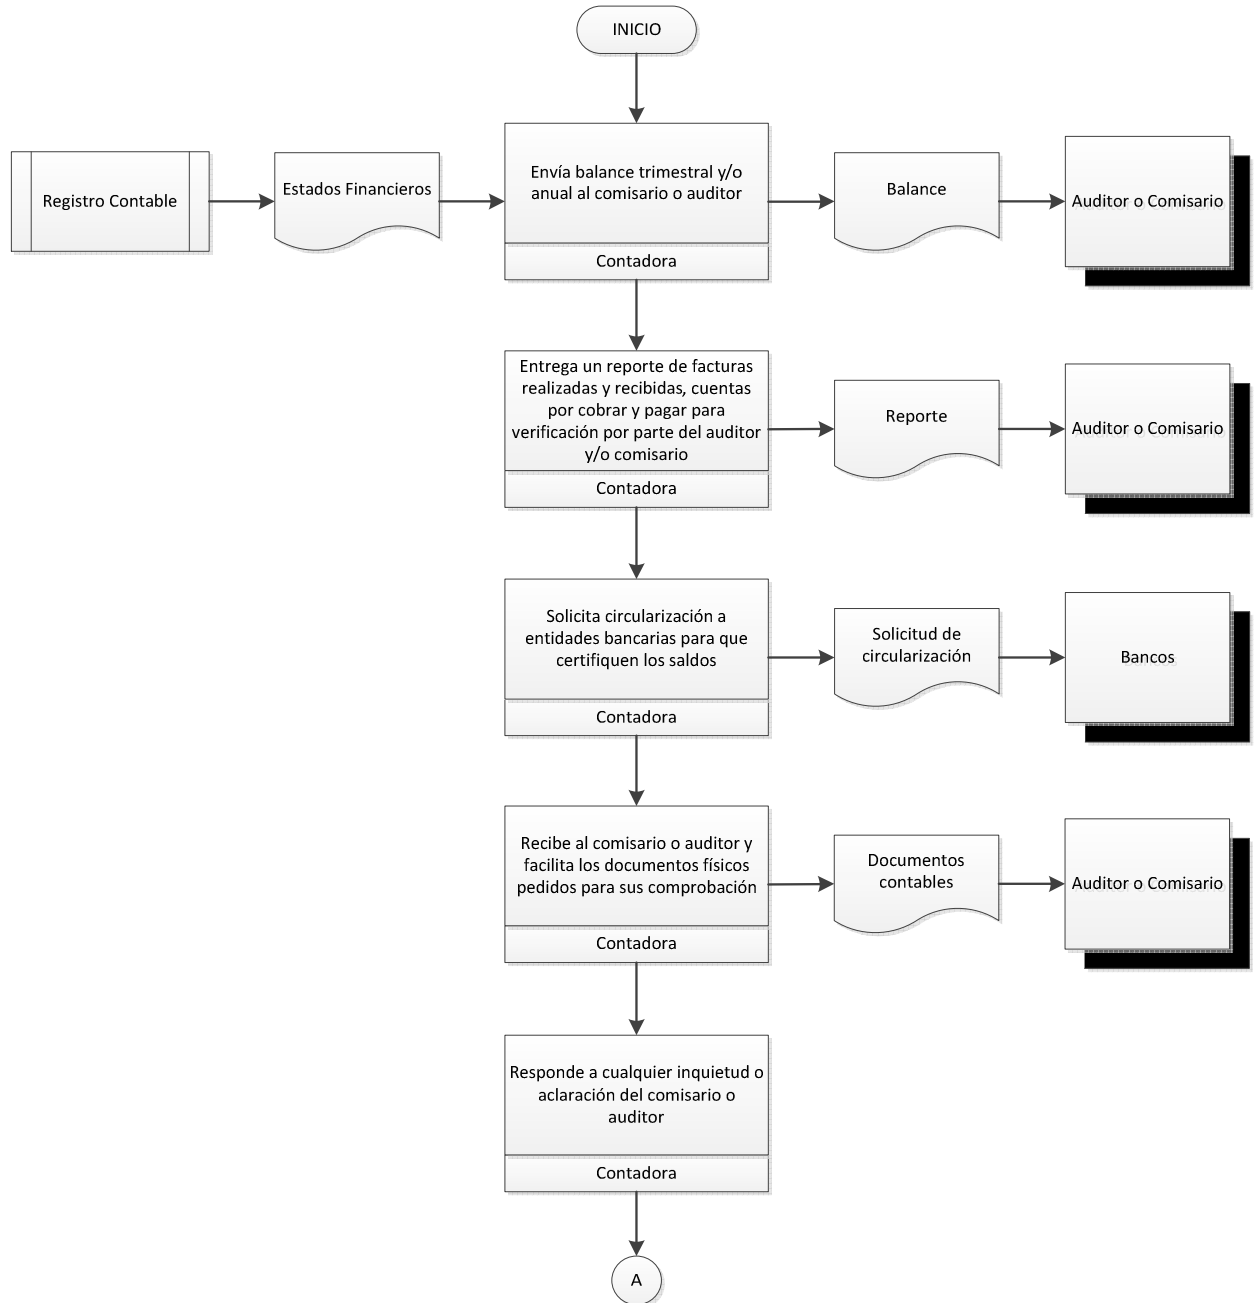 INICIO
Registro Contable
Estados Financieros
Envía balance trimestral y/o
anual al comisario o auditor
Contadora
Balance
Auditor o Comisario
Entrega un reporte de facturas
realizadas y recibidas, cuentas
por cobrar y pagar para
verificación por parte del auditor
y/o comisario
Contadora
Reporte
Auditor o Comisario
Solicita circularización a
entidades bancarias para que
certifiquen los saldos
Contadora
Solicitud de
circularización
Bancos
Recibe al comisario o auditor y
facilita los documentos físicos
pedidos para sus comprobación
Contadora
Documentos
contables
Auditor o Comisario
Responde a cualquier inquietud o
aclaración del comisario o
auditor
Contadora
A